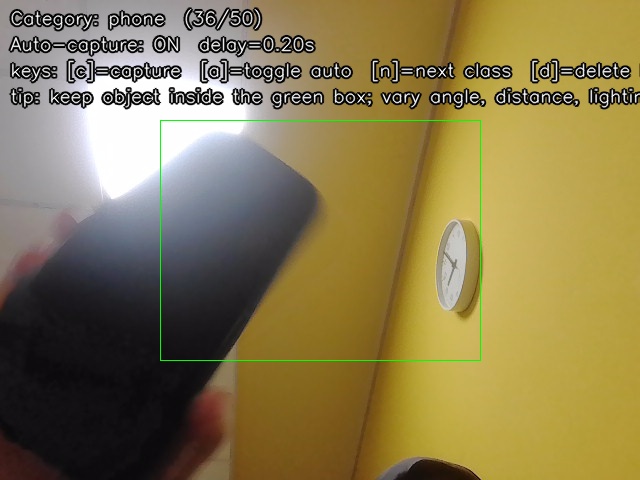 Category: phone (36/50)
Auto-capture: ON delay=0.20s
keys: [c]=capture [a]=toggle auto [n]=next class [d]=delete
tip: keep object inside the green box; vary angle, distance,